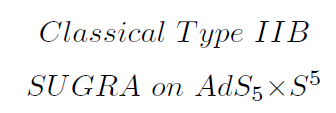 Classical Type IIB
SUGRA on AdS₅×S⁵